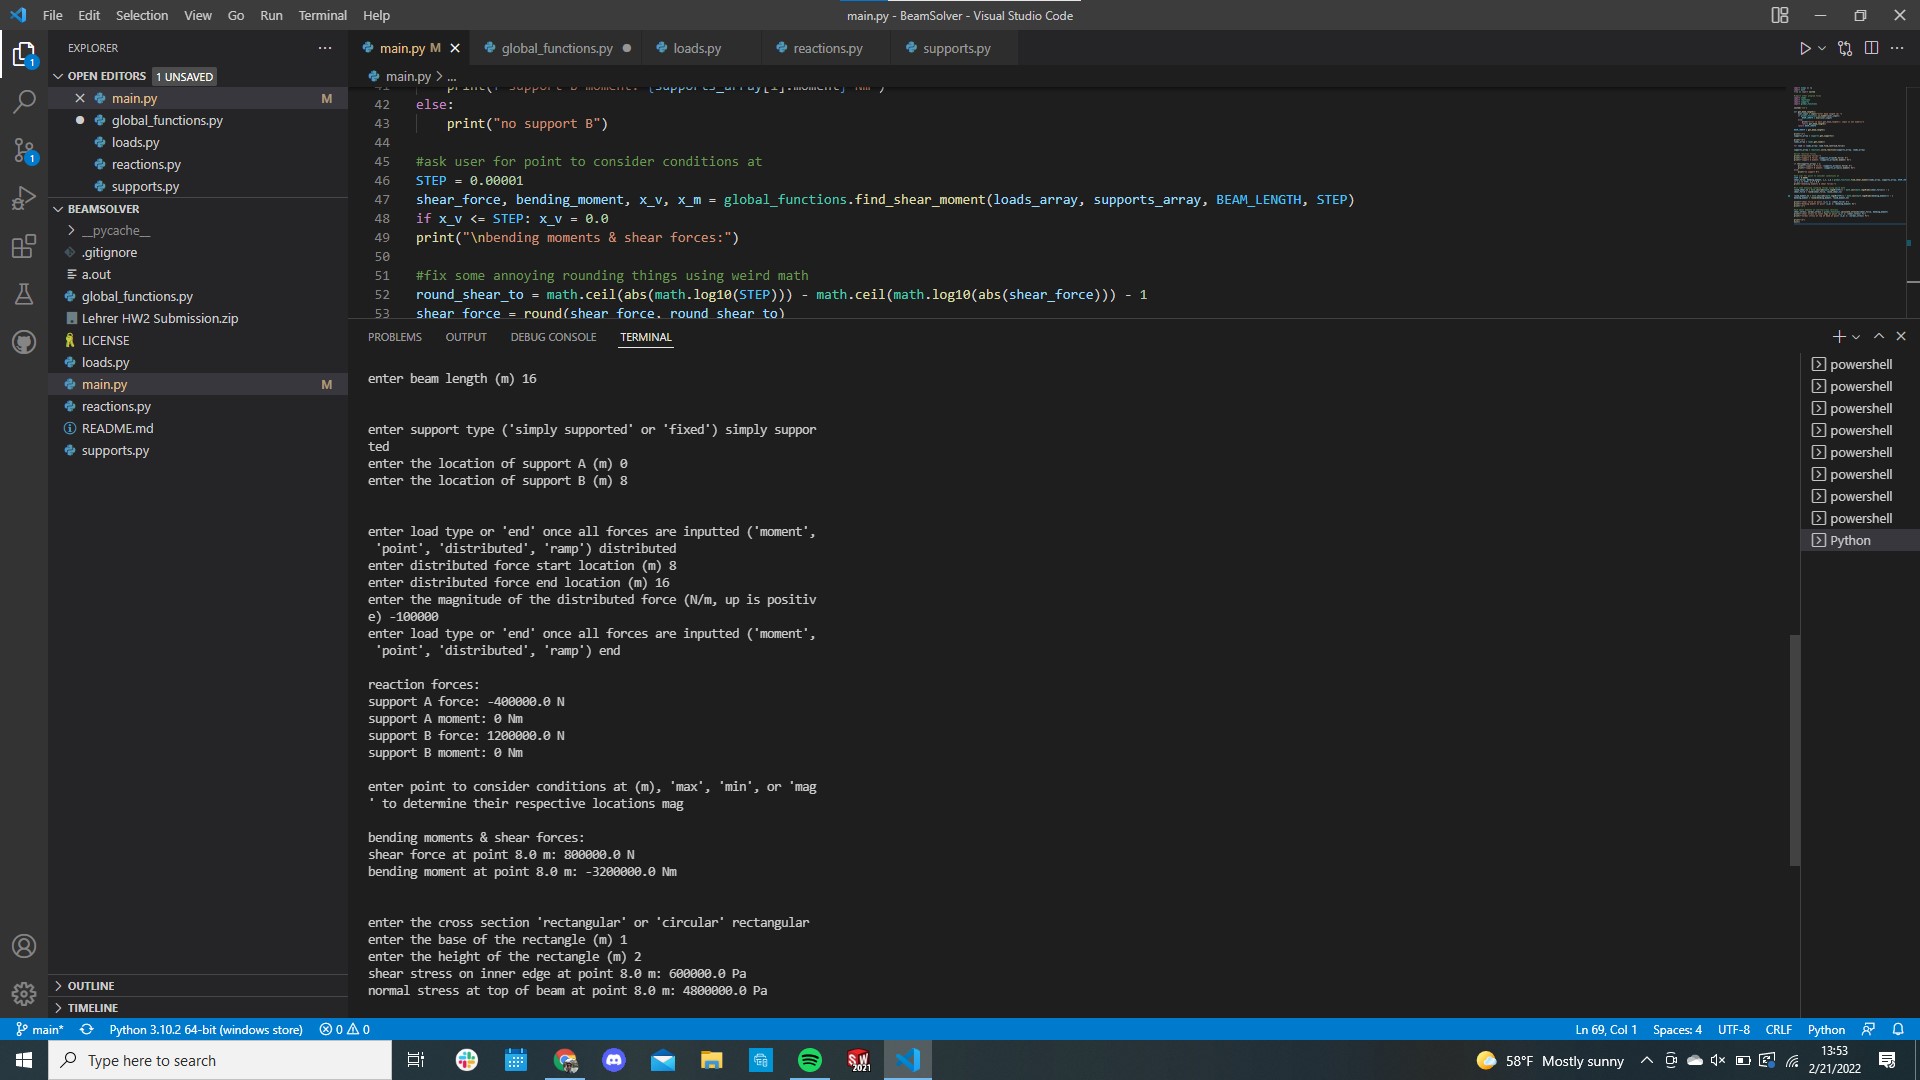 File Edit Selection View Go Run Terminal Help
main.py - BeamSolver - Visual Studio Code
EXPLORER
OPEN EDITORS 1 UNSAVED
main.py M
global_functions.py
loads.py
reactions.py
supports.py
BEAMSOLVER
__pycache__
.gitignore
a.out
global_functions.py
Lehrer HW2 Submission.zip
LICENSE
loads.py
main.py M
reactions.py
README.md
supports.py
OUTLINE
TIMELINE
main.py M global_functions.py loads.py reactions.py supports.py
main.py > ...
42 else:
43 print("no support B")
44
45 #ask user for point to consider conditions at
46 STEP = 0.00001
47 shear_force, bending_moment, x_v, x_m = global_functions.find_shear_moment(loads_array, supports_array, BEAM_LENGTH, STEP)
48 if x_v <= STEP: x_v = 0.0
49 print("\nbending moments & shear forces:")
50
51 #fix some annoying rounding things using weird math
52 round_shear_to = math.ceil(abs(math.log10(STEP))) - math.ceil(math.log10(abs(shear_force))) - 1
53 shear_force = round(shear_force, round_shear_to)
PROBLEMS OUTPUT DEBUG CONSOLE TERMINAL
enter beam length (m) 16
enter support type ('simply supported' or 'fixed') simply suppor
ted
enter the location of support A (m) 0
enter the location of support B (m) 8
enter load type or 'end' once all forces are inputted ('moment',
'point', 'distributed', 'ramp') distributed
enter distributed force start location (m) 8
enter distributed force end location (m) 16
enter the magnitude of the distributed force (N/m, up is positiv
e) -100000
enter load type or 'end' once all forces are inputted ('moment',
'point', 'distributed', 'ramp') end
reaction forces:
support A force: -400000.0 N
support A moment: 0 Nm
support B force: 1200000.0 N
support B moment: 0 Nm
enter point to consider conditions at (m), 'max', 'min', or 'mag
' to determine their respective locations mag
bending moments & shear forces:
shear force at point 8.0 m: 800000.0 N
bending moment at point 8.0 m: -3200000.0 Nm
enter the cross section 'rectangular' or 'circular' rectangular
enter the base of the rectangle (m) 1
enter the height of the rectangle (m) 2
shear stress on inner edge at point 8.0 m: 600000.0 Pa
normal stress at top of beam at point 8.0 m: 4800000.0 Pa
powershell
powershell
powershell
powershell
powershell
powershell
powershell
powershell
Python
main* Python 3.10.2 64-bit (windows store) 0 0
Ln 69, Col 1 Spaces: 4 UTF-8 CRLF Python
Type here to search
58°F Mostly sunny
13:53
2/21/2022